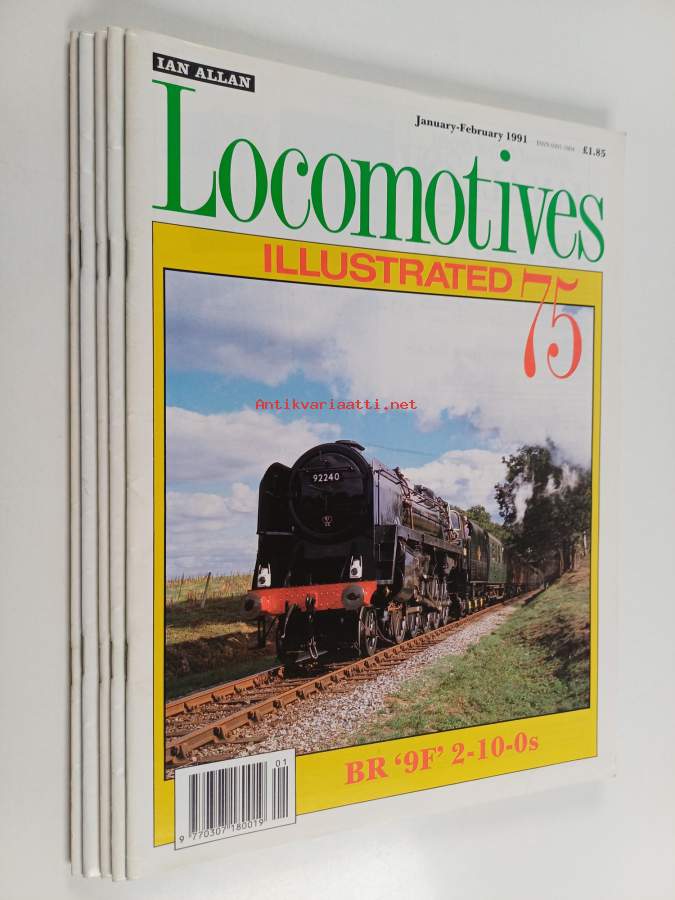 IAN ALLAN
January-February 1991
£1.85
Locomotives
ILLUSTRATED 75
Antikvariaatti.net
92240
BR '9F' 2-10-0s
01
9 770307 180019